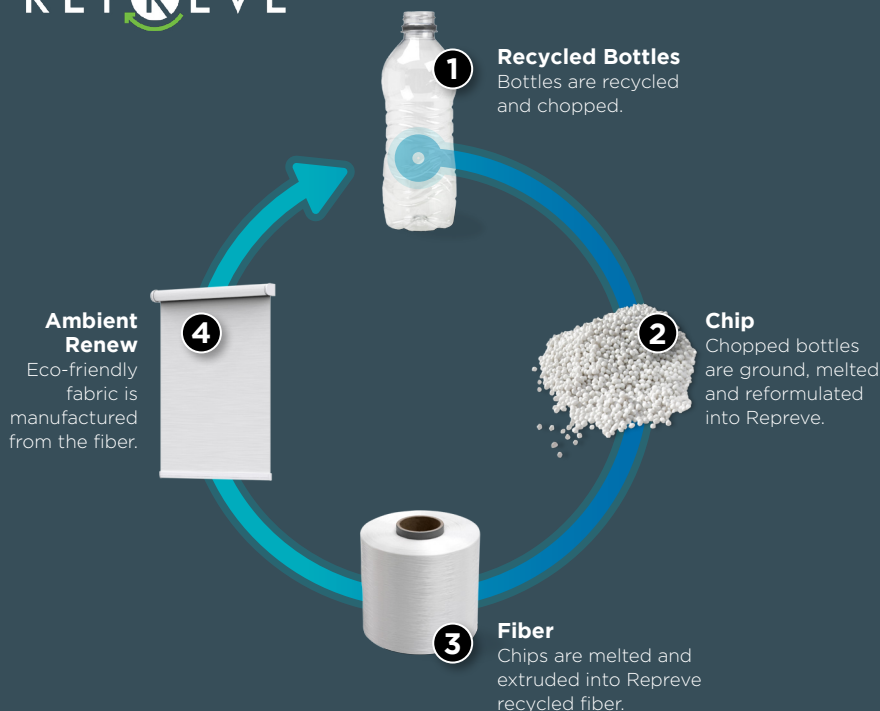 REPREVE
1
Recycled Bottles
Bottles are recycled
and chopped.
2
Chip
Chopped bottles
are ground, melted
and reformulated
into Repreve.
3
Fiber
Chips are melted and
extruded into Repreve
recycled fiber.
4
Ambient
Renew
Eco-friendly
fabric is
manufactured
from the fiber.